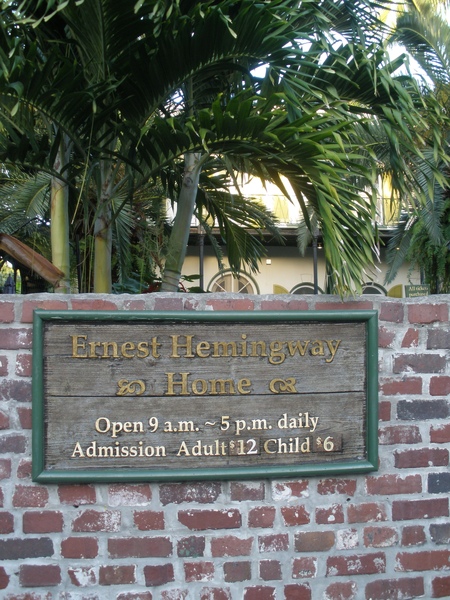 Ernest Hemingway
Home
Open 9 a.m. ~ 5 p.m. daily
Admission Adult $12 Child $6